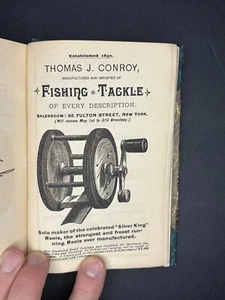 Established 1830.
THOMAS J. CONROY,
MANUFACTURER AND IMPORTER OF
FISHING TACKLE
OF EVERY DESCRIPTION.
SALESROOM: 65 FULTON STREET, NEW YORK.
(Will remove May 1st to 310 Broadway.)
Sole maker of the celebrated "Silver King"
Reels, the strongest and freest run-
ning Reels ever manufactured.